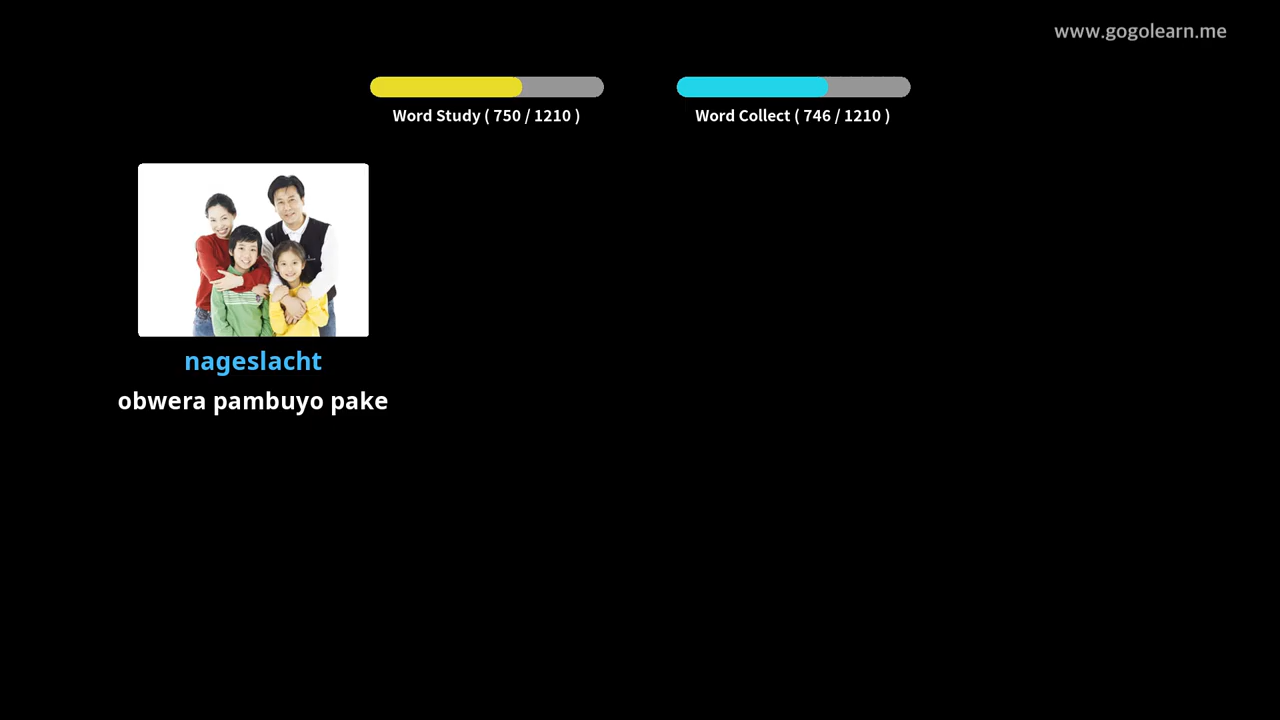 www.gogolearn.me
Word Study ( 750 / 1210 )
Word Collect ( 746 / 1210 )
nageslacht
obwera pambuyo pake